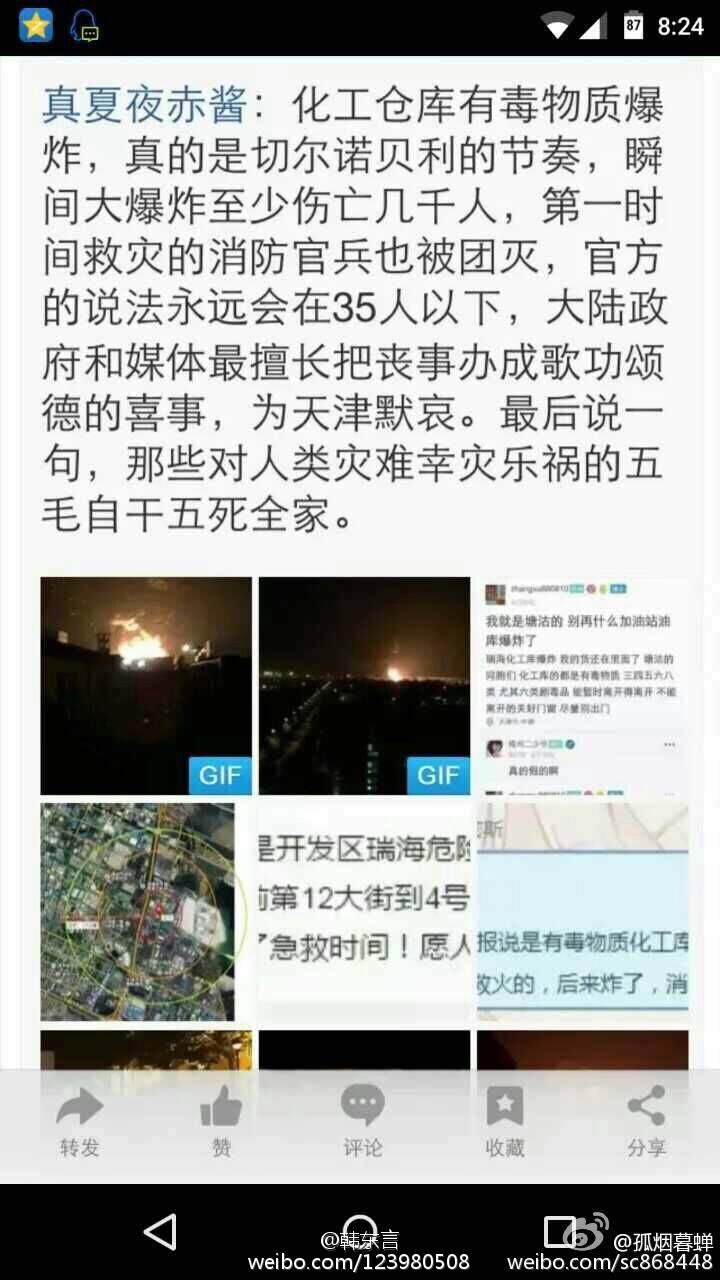 87 8:24
真夏夜赤酱：化工仓库有毒物质爆
炸，真的是切尔诺贝利的节奏，瞬
间大爆炸至少伤亡几千人，第一时
间救灾的消防官兵也被团灭，官方
的说法永远会在35人以下，大陆政
府和媒体最擅长把丧事办成歌功颂
德的喜事，为天津默哀。最后说一
句，那些对人类灾难幸灾乐祸的五
毛自干五死全家。
GIF
GIF
zhangxu880810
我就是塘沽的 别再什么加油站油
库爆炸了
瑞海化工库爆炸 我的货还在里面了 塘沽的
同胞们 化工库的都是有毒物质 三四五六八
类 尤其六类剧毒品 能暂时离开得离开 不能
离开的关好门窗 尽量别出门
真的假的啊
是开发区瑞海危险
前第12大街到4号
了急救时间！愿人
报说是有毒物质化工库
救火的，后来炸了，消
转发
赞
评论
收藏
分享
@韩东言
weibo.com/123980508
@孤烟暮蝉
weibo.com/sc868448